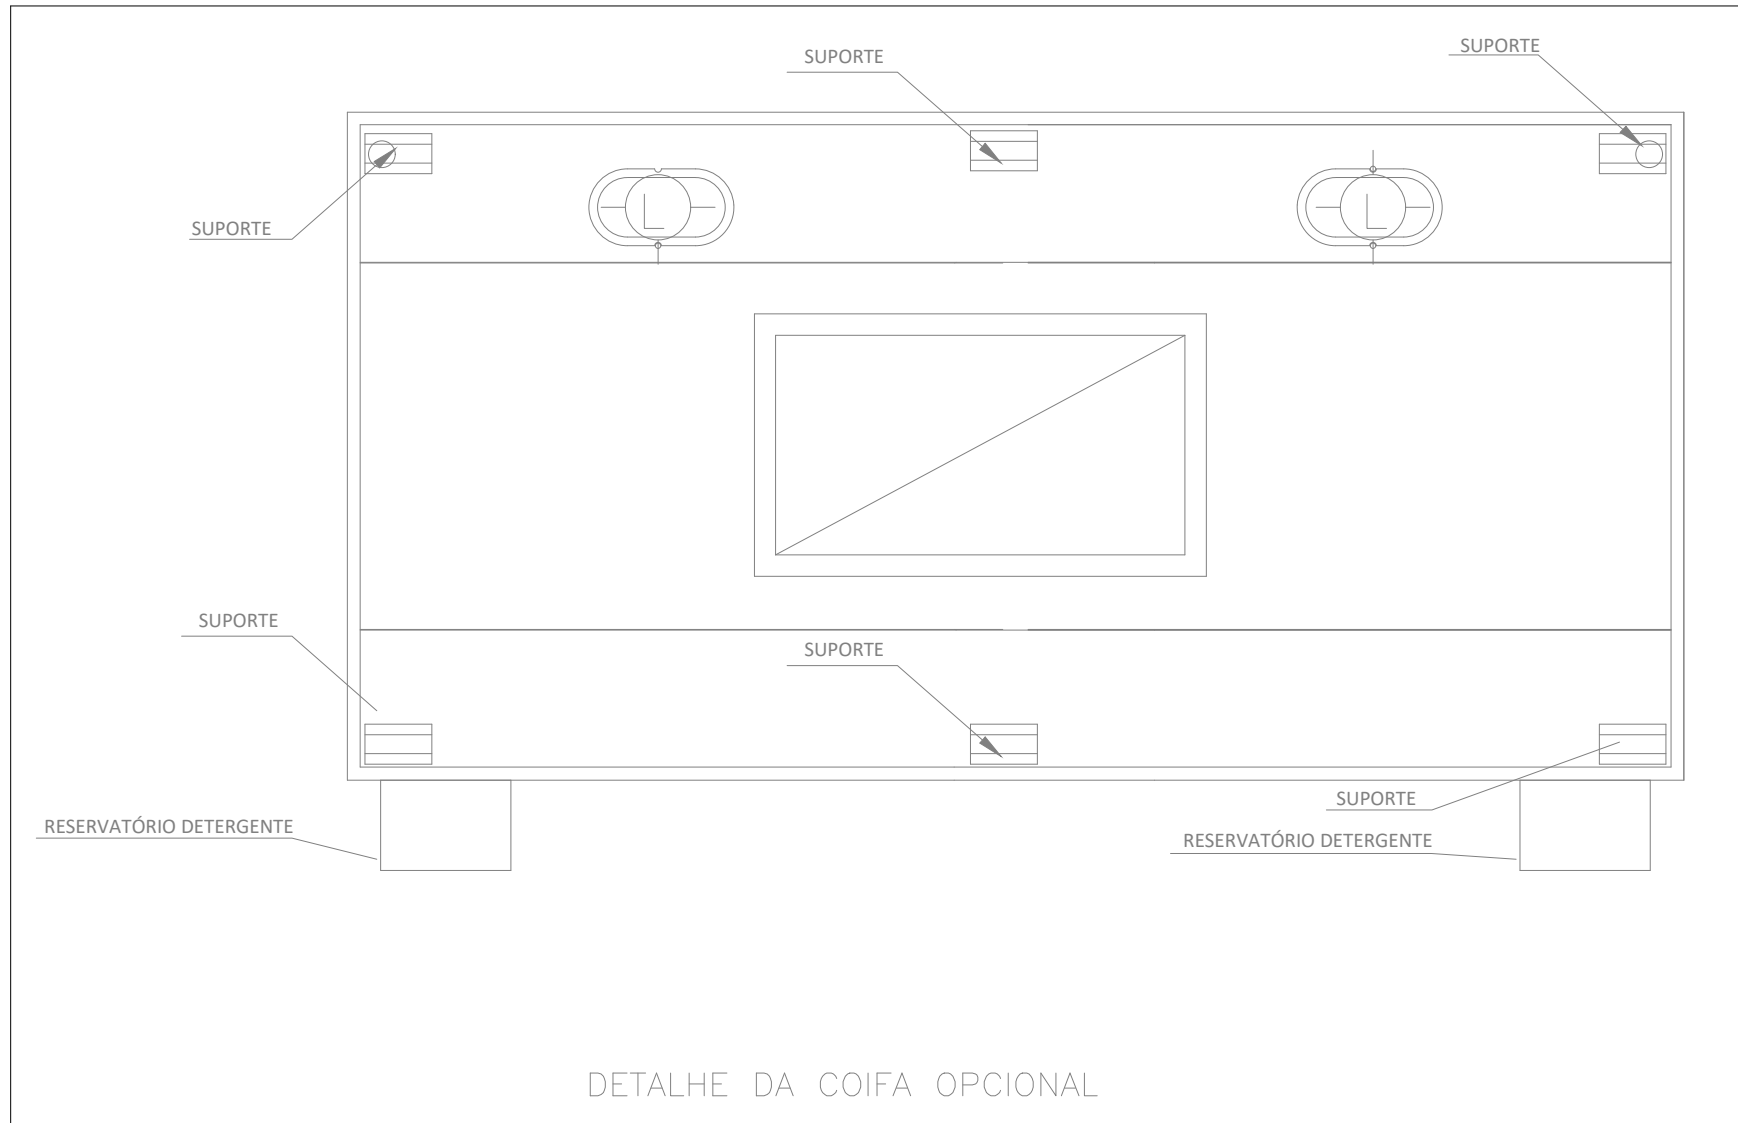 SUPORTE
SUPORTE
SUPORTE
L
L
SUPORTE
SUPORTE
SUPORTE
RESERVATÓRIO DETERGENTE
RESERVATÓRIO DETERGENTE
DETALHE DA COIFA OPCIONAL